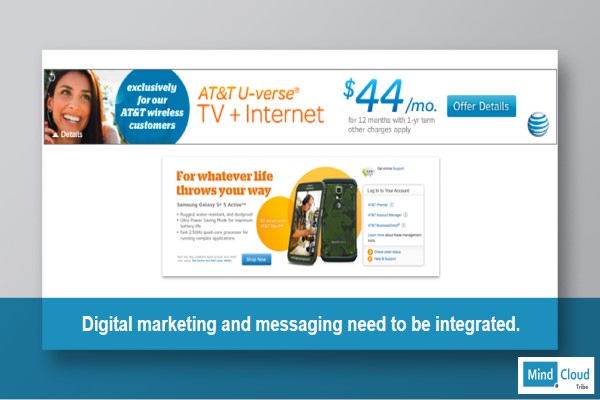 exclusively
for our
AT&T wireless
customers
▲ Details
AT&T U-verse®
TV + Internet
$44/mo.
for 12 months with 1-yr term
other charges apply
Offer Details
For whatever life
throws your way
Samsung Galaxy S® 5 Active™
• Rugged, water-resistant, and dustproof
• Ultra Power Saving Mode for maximum
battery life
• Fast 2.5GHz quad-core processor for
running complex applications
Shop Now
Get online Support
Log In to Your Account
AT&T Premier
AT&T Account Manager
AT&T BusinessDirect®
Learn more about these management
tools.
Check order status
Help & Support
Digital marketing and messaging need to be integrated.
Mind Cloud
Tribe